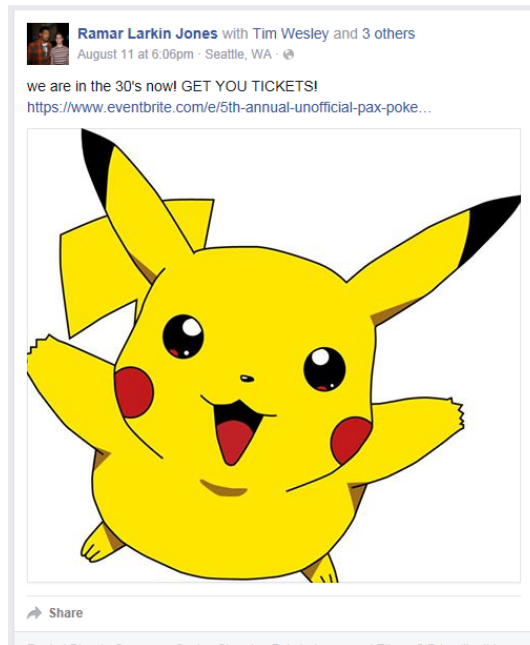 Ramar Larkin Jones with Tim Wesley and 3 others
August 11 at 6:06pm · Seattle, WA ·
we are in the 30's now! GET YOU TICKETS!
https://www.eventbrite.com/e/5th-annual-unofficial-pax-poke…
Share